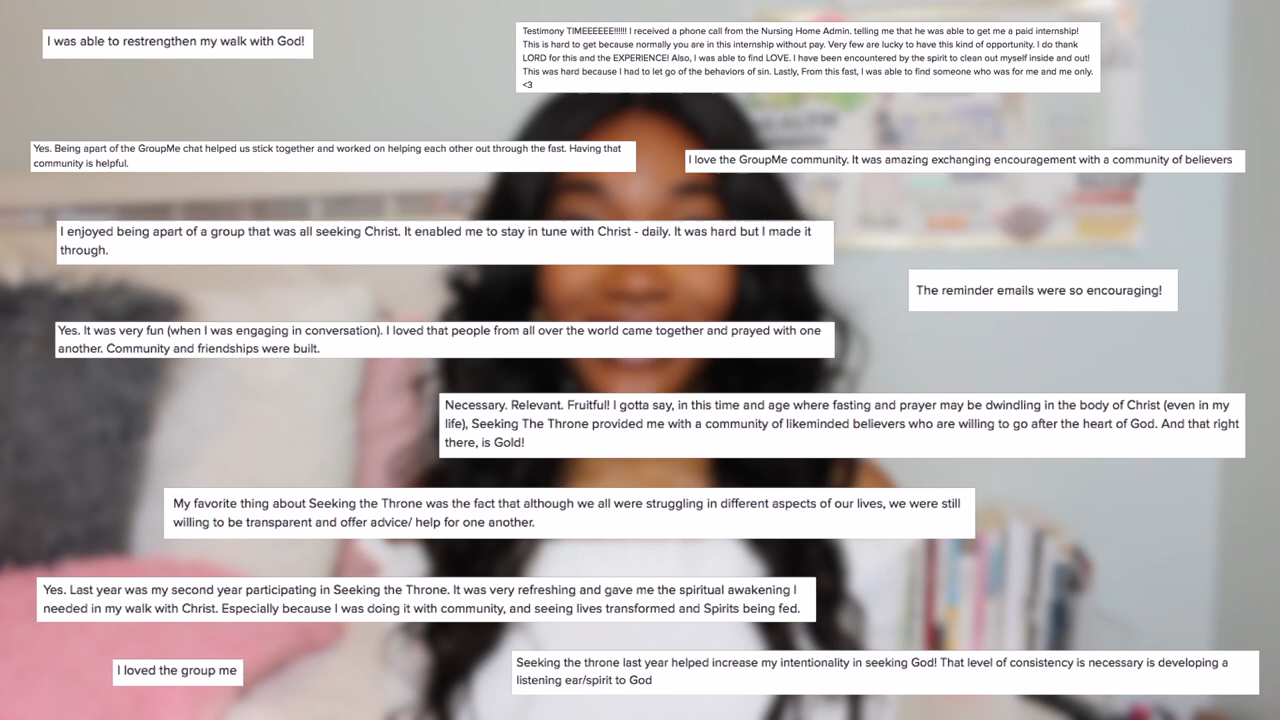 I was able to restrengthen my walk with God!
Testimony TIMEEEEEE!!!!!! I received a phone call from the Nursing Home Admin. telling me that he was able to get me a paid internship!
This is hard to get because normally you are in this internship without pay. Very few are lucky to have this kind of opportunity. I do thank
LORD for this and the EXPERIENCE! Also, I was able to find LOVE. I have been encountered by the spirit to clean out myself inside and out!
This was hard because I had to let go of the behaviors of sin. Lastly, From this fast, I was able to find someone who was for me and me only.
<3
Yes. Being apart of the GroupMe chat helped us stick together and worked on helping each other out through the fast. Having that
community is helpful.
I love the GroupMe community. It was amazing exchanging encouragement with a community of believers
I enjoyed being apart of a group that was all seeking Christ. It enabled me to stay in tune with Christ - daily. It was hard but I made it
through.
The reminder emails were so encouraging!
Yes. It was very fun (when I was engaging in conversation). I loved that people from all over the world came together and prayed with one
another. Community and friendships were built.
Necessary. Relevant. Fruitful! I gotta say, in this time and age where fasting and prayer may be dwindling in the body of Christ (even in my
life), Seeking The Throne provided me with a community of likeminded believers who are willing to go after the heart of God. And that right
there, is Gold!
My favorite thing about Seeking the Throne was the fact that although we all were struggling in different aspects of our lives, we were still
willing to be transparent and offer advice/ help for one another.
Yes. Last year was my second year participating in Seeking the Throne. It was very refreshing and gave me the spiritual awakening I
needed in my walk with Christ. Especially because I was doing it with community, and seeing lives transformed and Spirits being fed.
I loved the group me
Seeking the throne last year helped increase my intentionality in seeking God! That level of consistency is necessary is developing a
listening ear/spirit to God